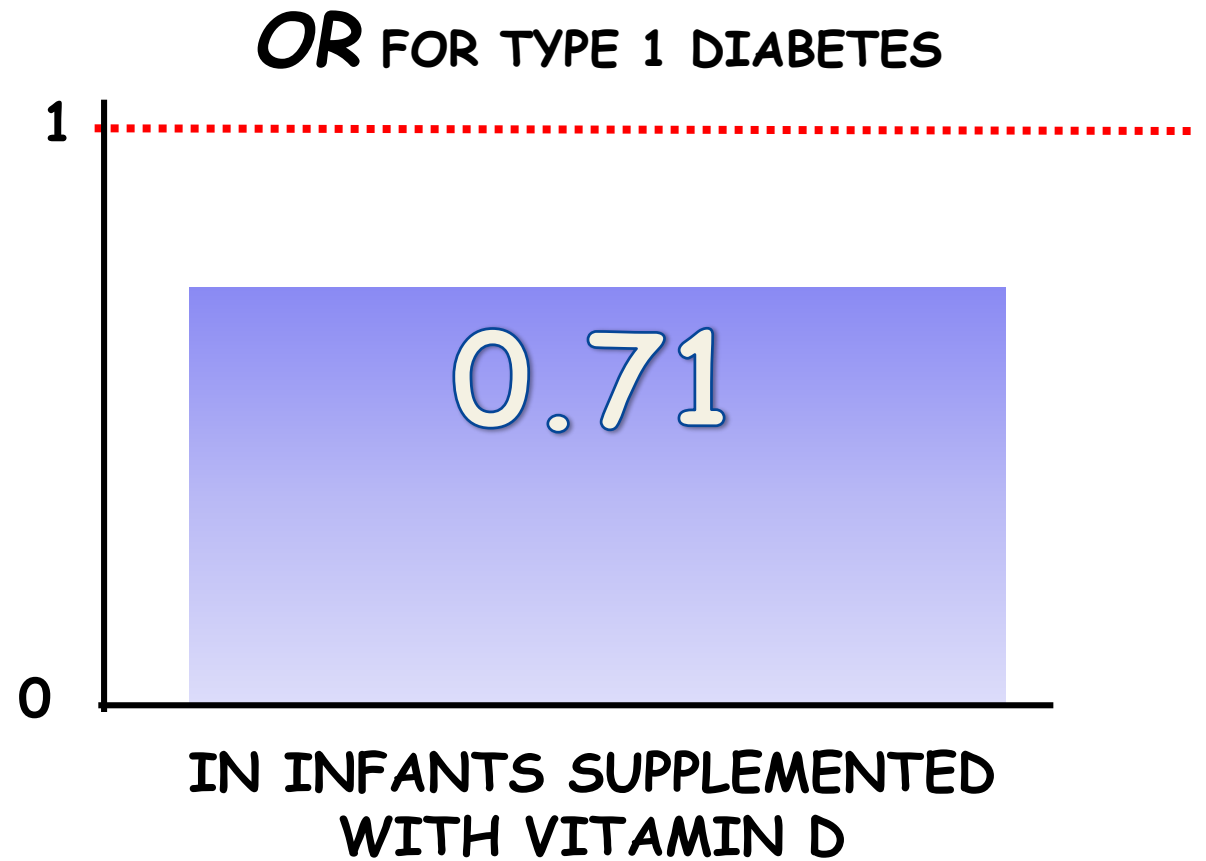 OR FOR TYPE 1 DIABETES
1
0.71
0
IN INFANTS SUPPLEMENTED
WITH VITAMIN D